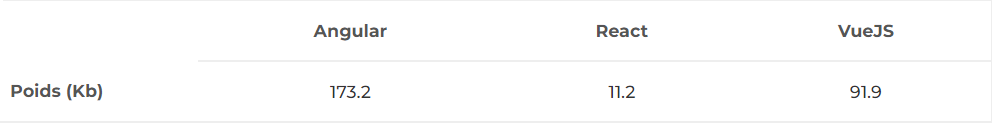 Angular React VueJS
Poids (Kb) 173.2 11.2 91.9